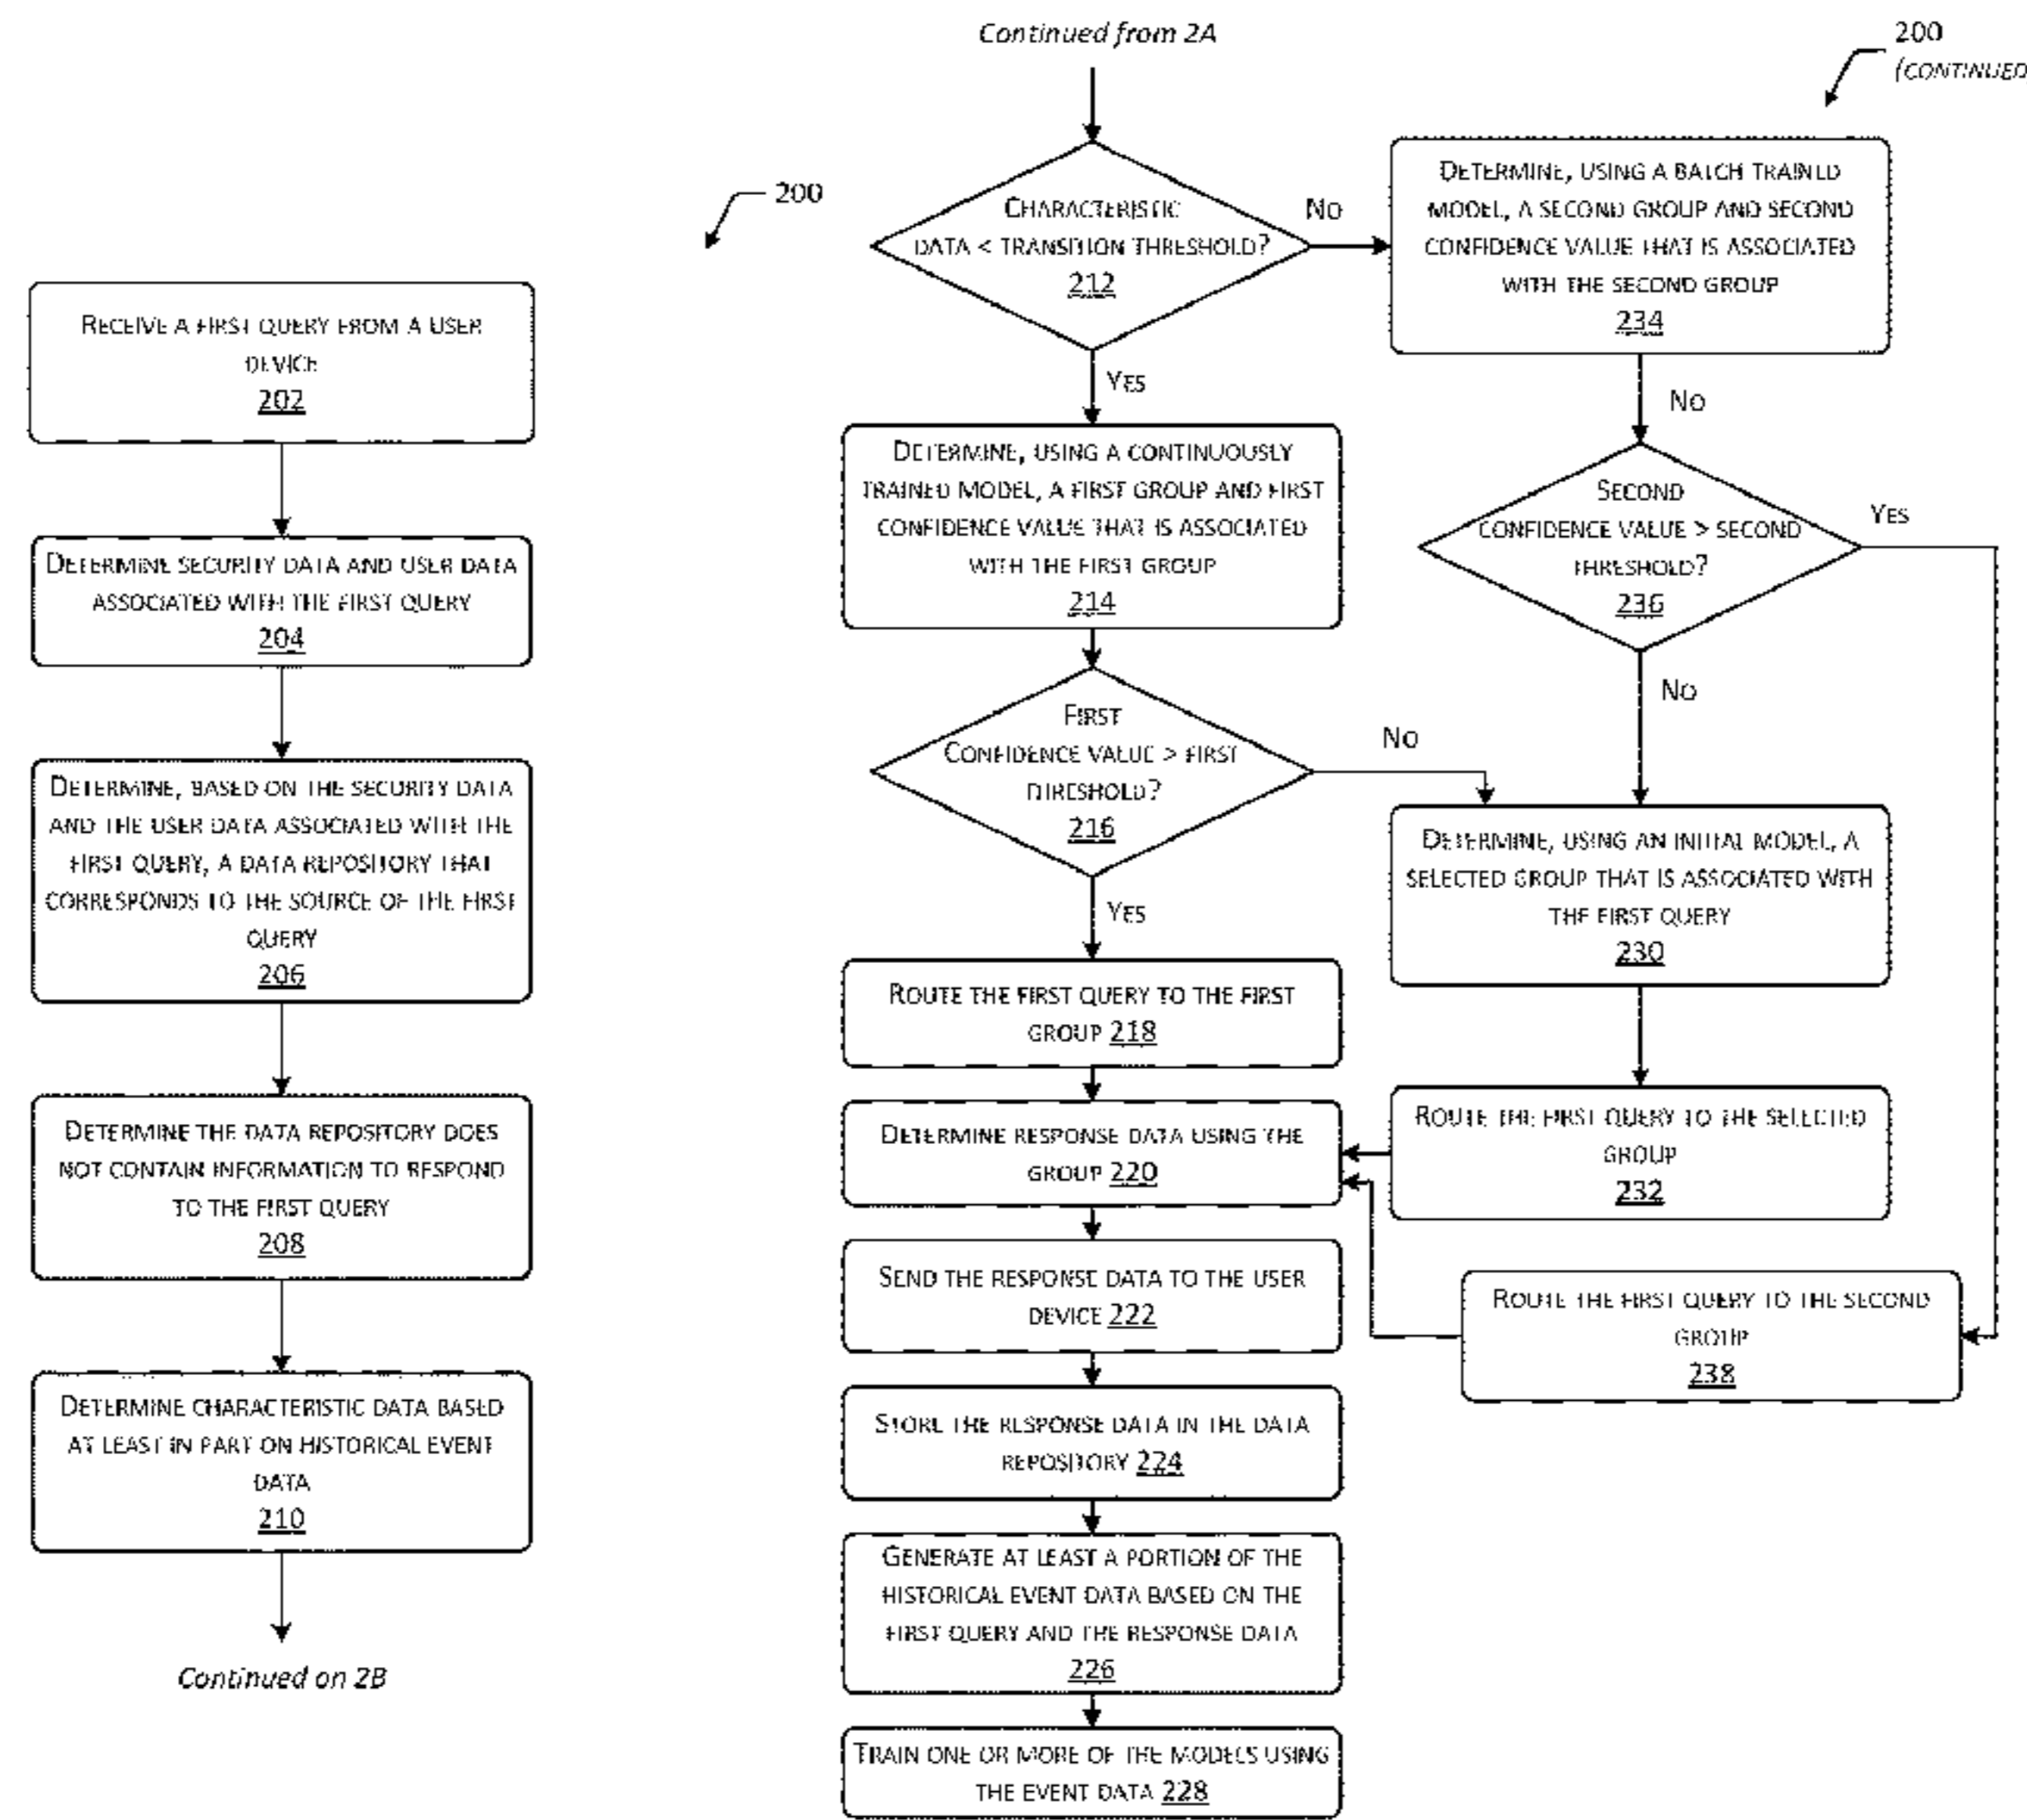 200
RECEIVE A FIRST QUERY FROM A USER
DEVICE
202
DETERMINE SECURITY DATA AND USER DATA
ASSOCIATED WITH THE FIRST QUERY
204
DETERMINE, BASED ON THE SECURITY DATA
AND THE USER DATA ASSOCIATED WITH THE
FIRST QUERY, A DATA REPOSITORY THAT
CORRESPONDS TO THE SOURCE OF THE FIRST
QUERY
206
DETERMINE THE DATA REPOSITORY DOES
NOT CONTAIN INFORMATION TO RESPOND
TO THE FIRST QUERY
208
DETERMINE CHARACTERISTIC DATA BASED
AT LEAST IN PART ON HISTORICAL EVENT
DATA
210
Continued on 2B
Continued from 2A
200
(CONTINUED
CHARACTERISTIC
DATA < TRANSITION THRESHOLD?
212
NO
YES
DETERMINE, USING A BATCH TRAINED
MODEL, A SECOND GROUP AND SECOND
CONFIDENCE VALUE THAT IS ASSOCIATED
WITH THE SECOND GROUP
234
NO
DETERMINE, USING A CONTINUOUSLY
TRAINED MODEL, A FIRST GROUP AND FIRST
CONFIDENCE VALUE THAT IS ASSOCIATED
WITH THE FIRST GROUP
214
SECOND
CONFIDENCE VALUE > SECOND
THRESHOLD?
236
YES
NO
FIRST
CONFIDENCE VALUE > FIRST
THRESHOLD?
216
NO
YES
DETERMINE, USING AN INITIAL MODEL, A
SELECTED GROUP THAT IS ASSOCIATED WITH
THE FIRST QUERY
230
ROUTE THE FIRST QUERY TO THE FIRST
GROUP 218
DETERMINE RESPONSE DATA USING THE
GROUP 220
ROUTE THE FIRST QUERY TO THE SELECTED
GROUP
232
SEND THE RESPONSE DATA TO THE USER
DEVICE 222
ROUTE THE FIRST QUERY TO THE SECOND
GROUP
238
STORE THE RESPONSE DATA IN THE DATA
REPOSITORY 224
GENERATE AT LEAST A PORTION OF THE
HISTORICAL EVENT DATA BASED ON THE
FIRST QUERY AND THE RESPONSE DATA
226
TRAIN ONE OR MORE OF THE MODELS USING
THE EVENT DATA 228